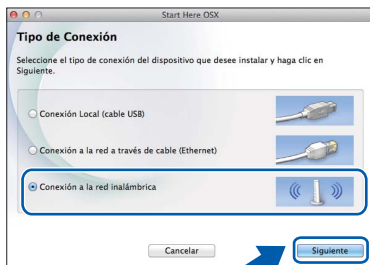 Start Here OSX
Tipo de Conexión
Seleccione el tipo de conexión del dispositivo que desee instalar y haga clic en
Siguiente.
Conexión Local (cable USB)
Conexión a la red a través de cable (Ethernet)
Conexión a la red inalámbrica
Cancelar
Siguiente